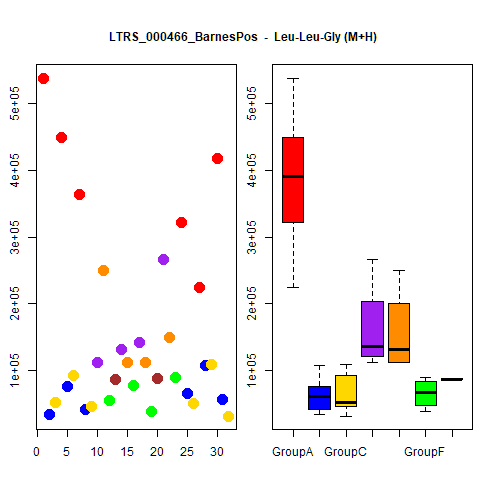 LTRS_000466_BarnesPos - Leu-Leu-Gly (M+H)
5e+05 5e+05
4e+05 4e+05
3e+05 3e+05
2e+05 2e+05
1e+05 1e+05
0 5 10 15 20 25 30 GroupA GroupC GroupF